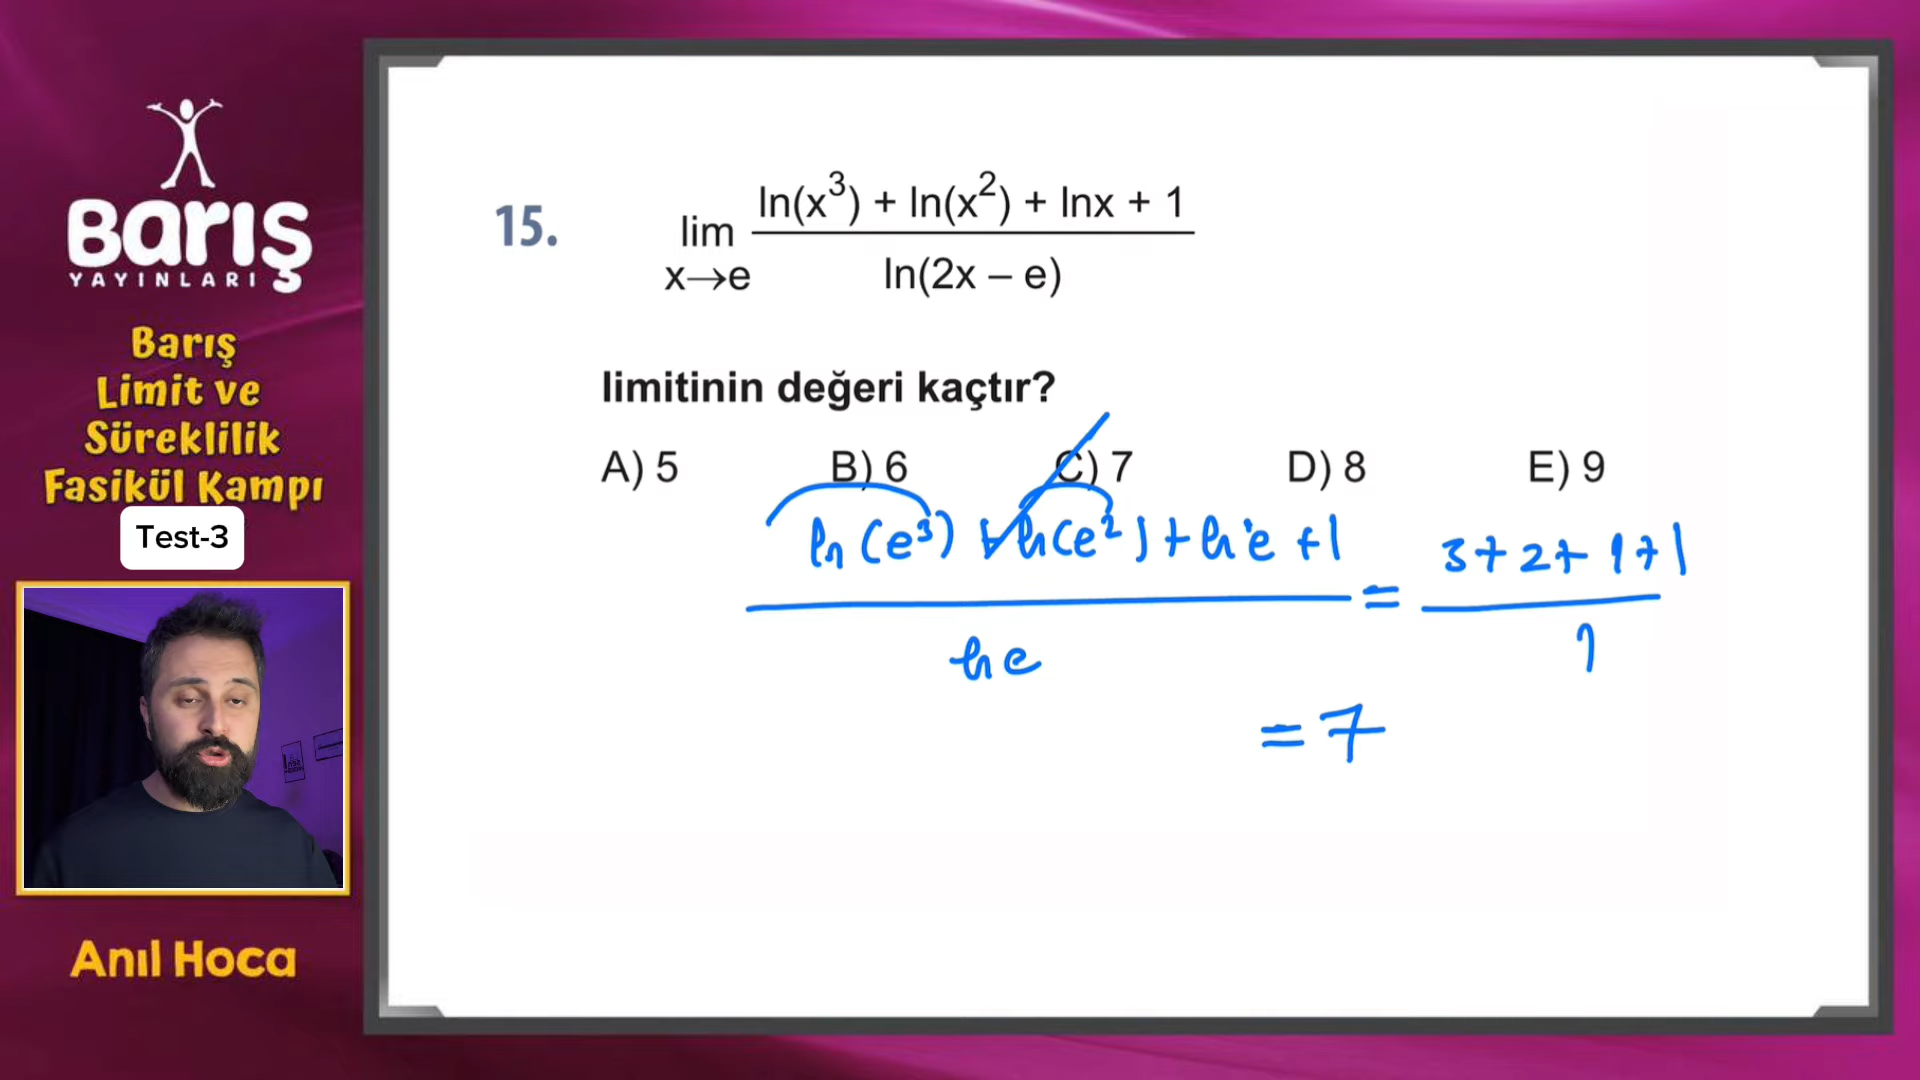 Barış
YAYINLARI
Barış
Limit ve
Süreklilik
Fasikül Kampı
Test-3
Anıl Hoca
15. lim x→e (ln(x³) + ln(x²) + lnx + 1) / ln(2x – e)
limitinin değeri kaçtır?
A) 5 B) 6 C) 7 D) 8 E) 9
ln(e³) + ln(e²) + ln e + 1 / ln e = 3 + 2 + 1 + 1 / 1
= 7